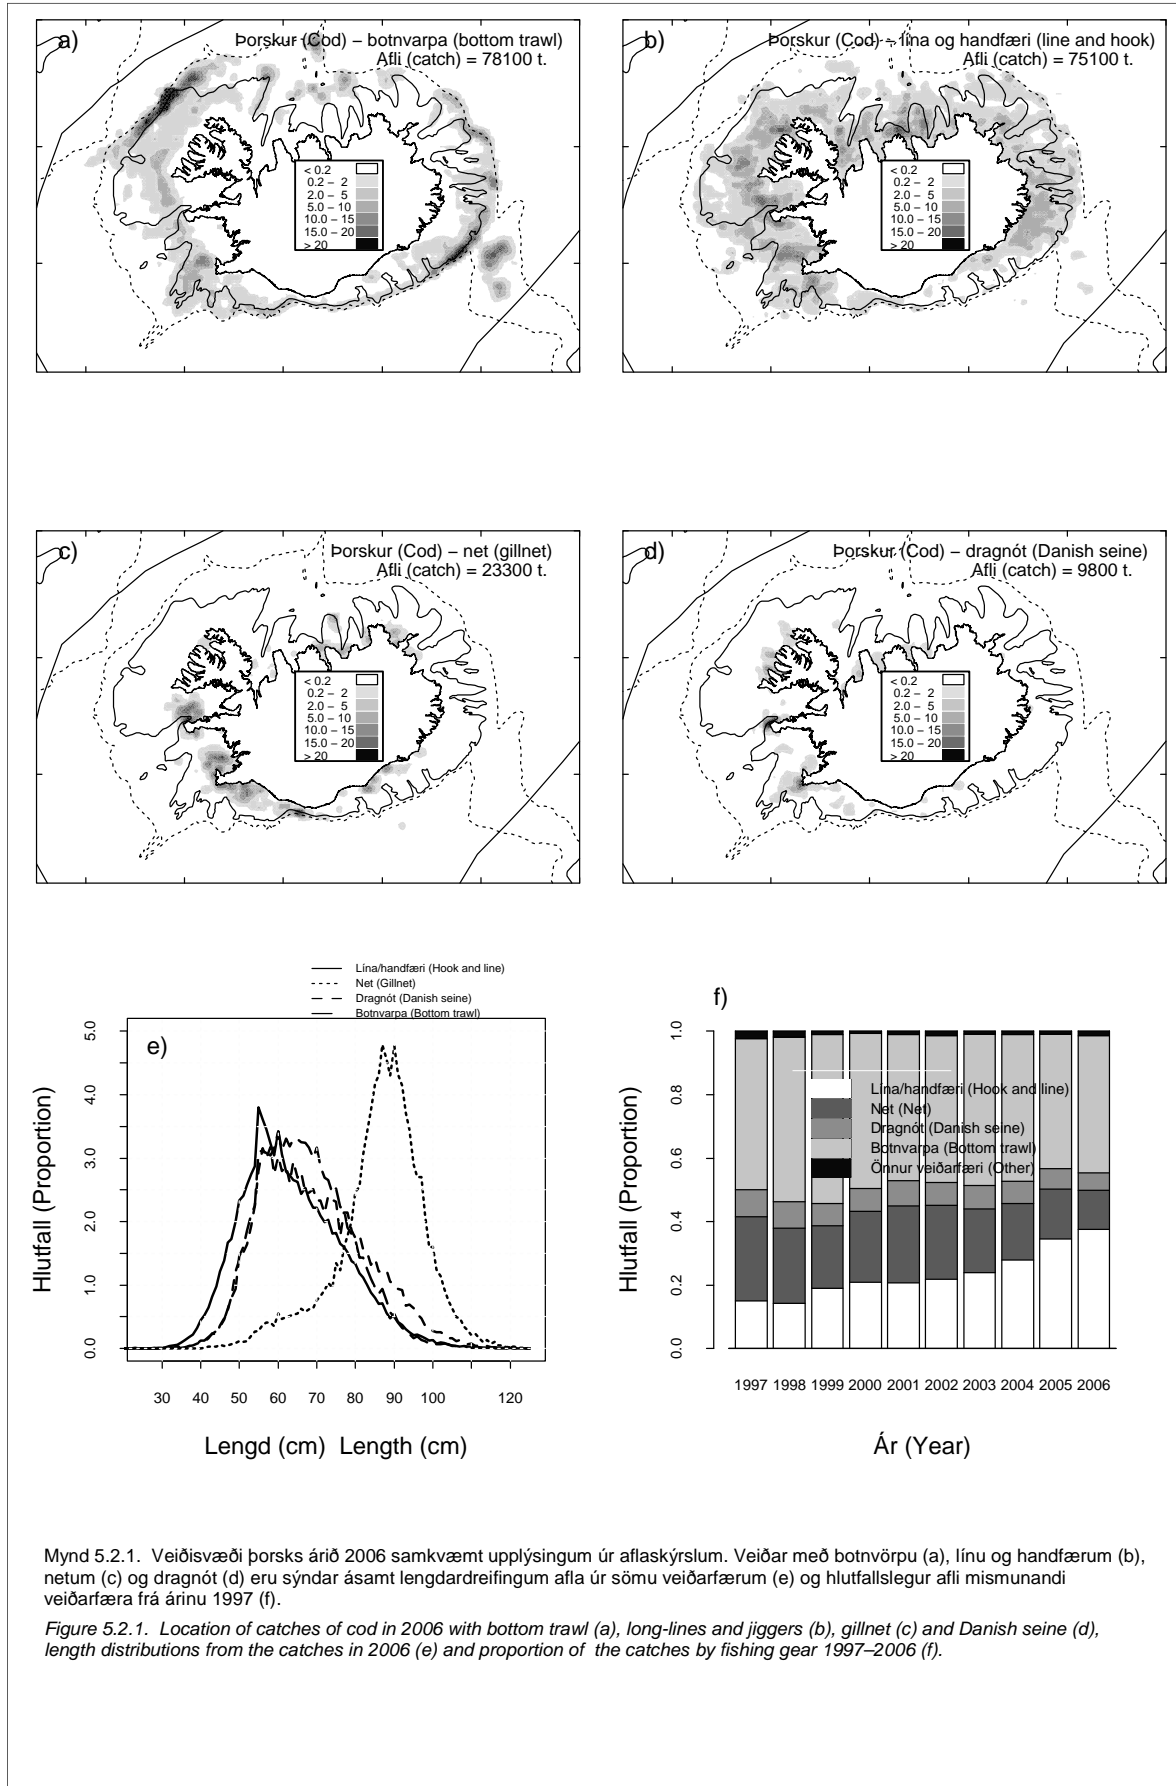 a)
Þorskur (Cod) – botnvarpa (bottom trawl)
Afli (catch) = 78100 t.
< 0.2
0.2 – 2
2.0 – 5
5.0 – 10
10.0 – 15
15.0 – 20
> 20
b)
Þorskur (Cod) – lína og handfæri (line and hook)
Afli (catch) = 75100 t.
< 0.2
0.2 – 2
2.0 – 5
5.0 – 10
10.0 – 15
15.0 – 20
> 20
c)
Þorskur (Cod) – net (gillnet)
Afli (catch) = 23300 t.
< 0.2
0.2 – 2
2.0 – 5
5.0 – 10
10.0 – 15
15.0 – 20
> 20
d)
Þorskur (Cod) – dragnót (Danish seine)
Afli (catch) = 9800 t.
< 0.2
0.2 – 2
2.0 – 5
5.0 – 10
10.0 – 15
15.0 – 20
> 20
Lína/handfæri (Hook and line)
Net (Gillnet)
Dragnót (Danish seine)
Botnvarpa (Bottom trawl)
e)
Hlutfall (Proportion)
5.0
4.0
3.0
2.0
1.0
0.0
30 40 50 60 70 80 90 100 120
Lengd (cm) Length (cm)
f)
Hlutfall (Proportion)
1.0
0.8
0.6
0.4
0.2
0.0
Lína/handfæri (Hook and line)
Net (Net)
Dragnót (Danish seine)
Botnvarpa (Bottom trawl)
Önnur veiðarfæri (Other)
1997 1998 1999 2000 2001 2002 2003 2004 2005 2006
Ár (Year)
Mynd 5.2.1. Veiðisvæði þorsks árið 2006 samkvæmt upplýsingum úr aflaskýrslum. Veiðar með botnvörpu (a), línu og handfærum (b),
netum (c) og dragnót (d) eru sýndar ásamt lengdardreifingum afla úr sömu veiðarfærum (e) og hlutfallslegur afli mismunandi
veiðarfæra frá árinu 1997 (f).
Figure 5.2.1. Location of catches of cod in 2006 with bottom trawl (a), long-lines and jiggers (b), gillnet (c) and Danish seine (d),
length distributions from the catches in 2006 (e) and proportion of the catches by fishing gear 1997–2006 (f).